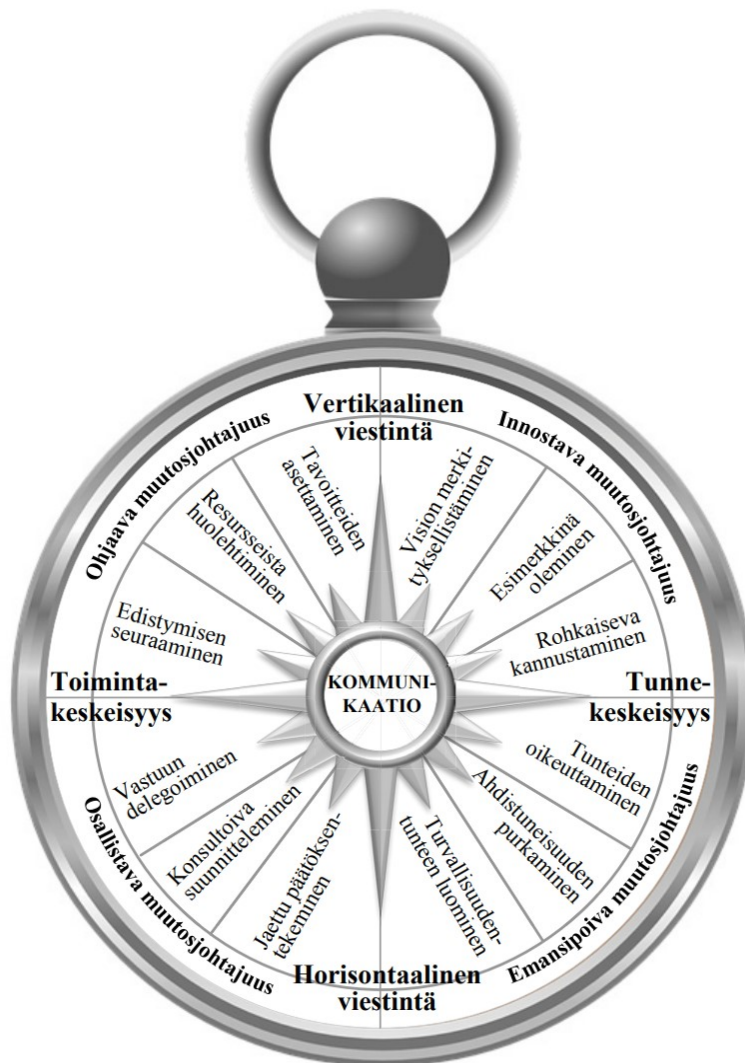 Vertikaalinen
viestintä
Ohjaava muutosjohtajuus
Innostava muutosjohtajuus
Tavoitteiden
asettaminen
Vision merki-
tyksellistäminen
Resursseista
huolehtiminen
Esimerkkinä
oleminen
Edistymisen
seuraaminen
Rohkaiseva
kannustaminen
Toiminta-
keskeisyys
KOMMUNI-
KAATIO
Tunne-
keskeisyys
Vastuun
delegoiminen
Tunteiden
oikeuttaminen
Konsultoiva
suunnitteleminen
Ahdistuneisuuden
purkaminen
Jaettu päätöksen-
tekeminen
Turvallisuuden-
tunteen luominen
Osallistava muutosjohtajuus
Emansipoiva muutosjohtajuus
Horisontaalinen
viestintä